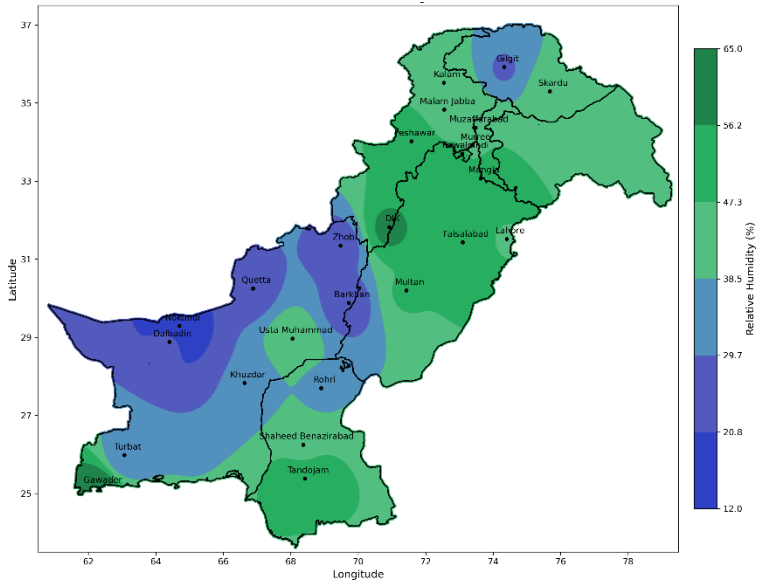 37
35
33
31
29
27
25
Latitude
62
64
66
68
70
72
74
76
78
Longitude
Gilgit
Kalam
Skardu
Malam Jabba
Muzaffarabad
Peshawar
Murree
Rawalpindi
Mangla
DIK
Zhob
Faisalabad
Lahore
Quetta
Barkhan
Multan
Nokundi
Dalbadin
Usta Muhammad
Khuzdar
Rohri
Turbat
Shaheed Benazirabad
Gawader
Tandojam
65.0
56.2
47.3
38.5
29.7
20.8
12.0
Relative Humidity (%)